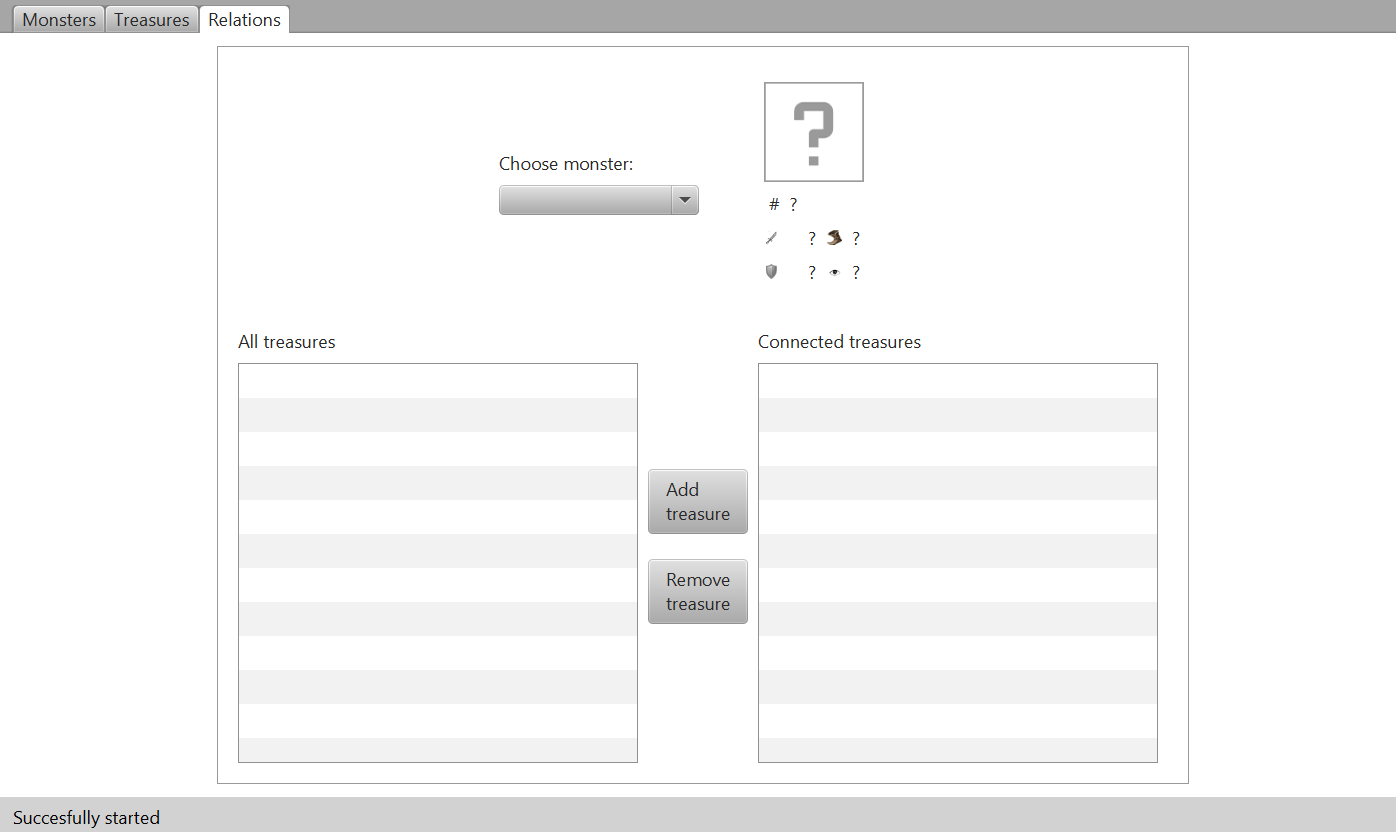 Monsters Treasures Relations
?
Choose monster:
# ?
? ?
? ?
All treasures
Connected treasures
Add
treasure
Remove
treasure
Succesfully started